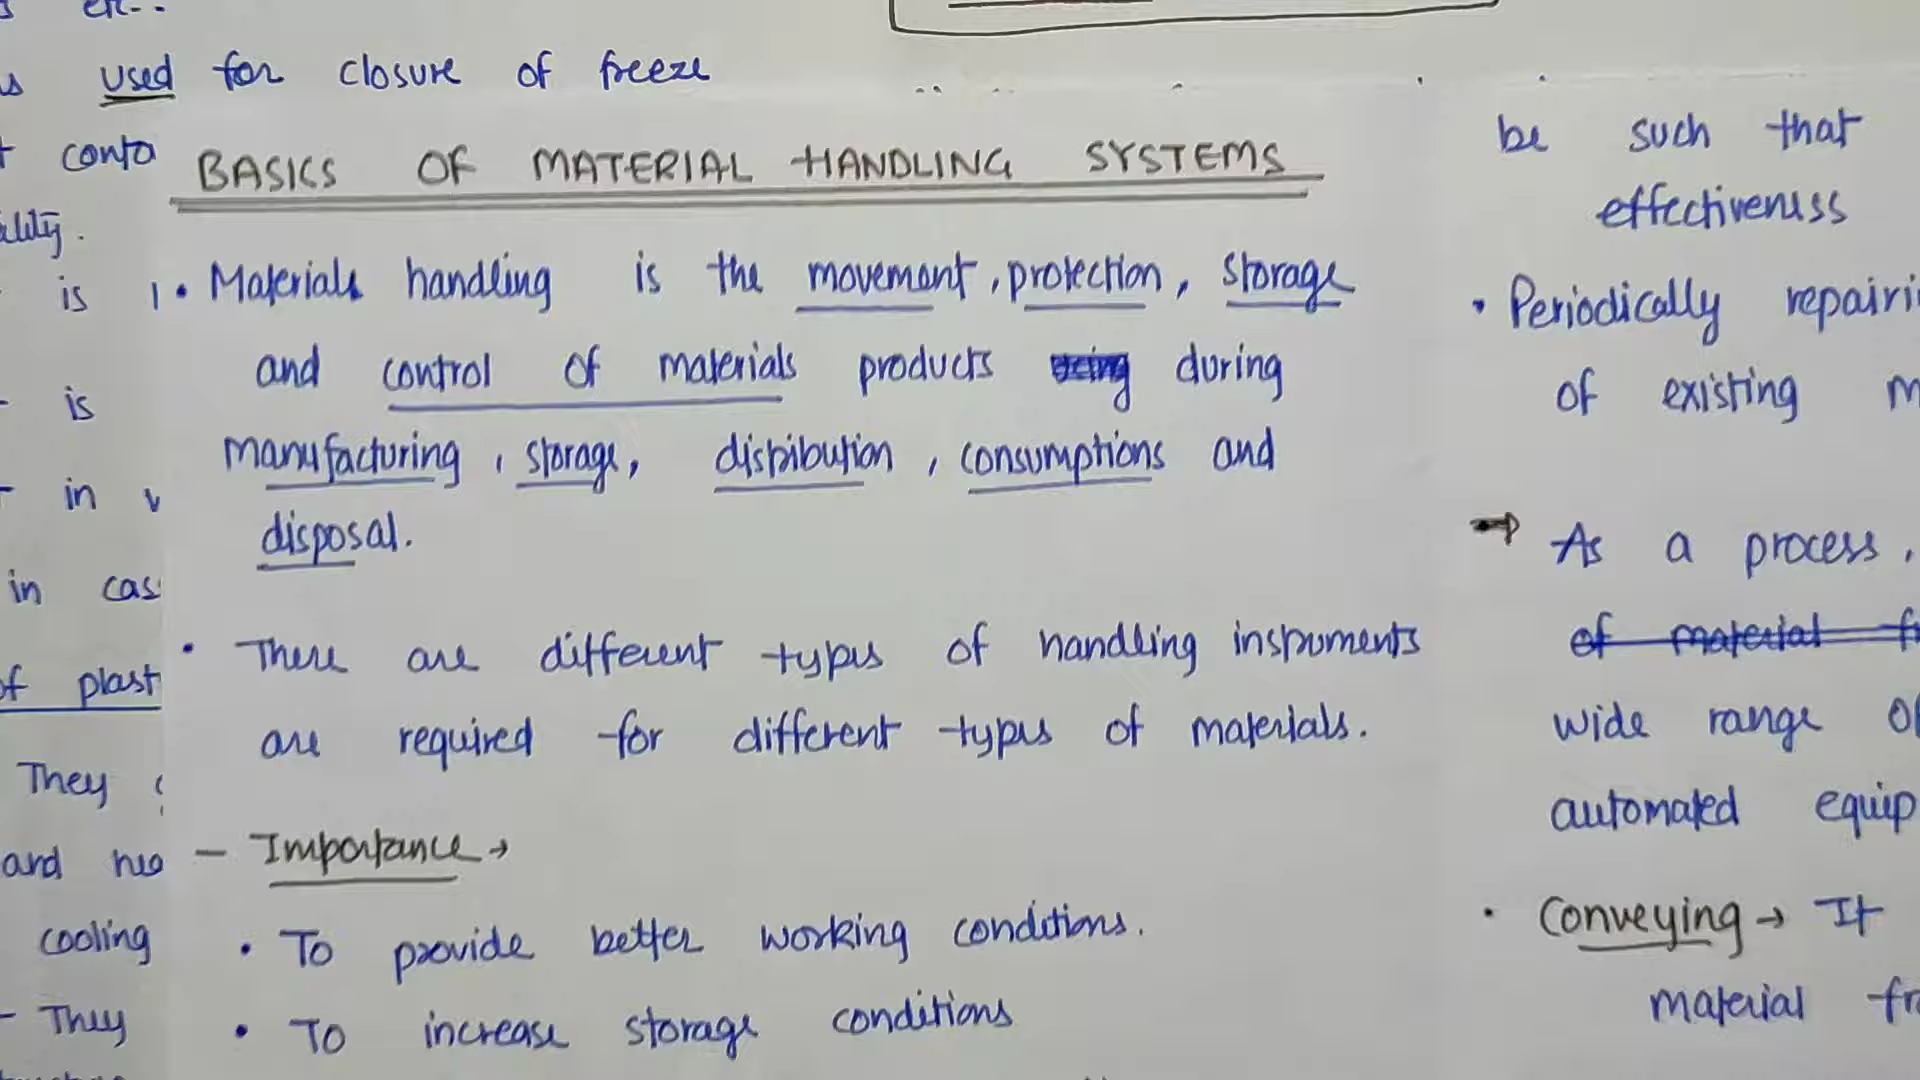 used for closure of freeze
BASICS OF MATERIAL HANDLING SYSTEMS
• Materials handling is the movement, protection, storage
and control of materials products during
manufacturing, storage, distribution, consumptions and
disposal.
• There are different types of handling instruments
are required for different types of materials.
— Importance →
• To provide better working conditions.
• To increase storage conditions
is
is
in
in
of plast
They
and
cooling
- They
be such that
effectiveness
• Periodically
of existing
→ As a process,
of material
wide range
automated
• Conveying → It
material